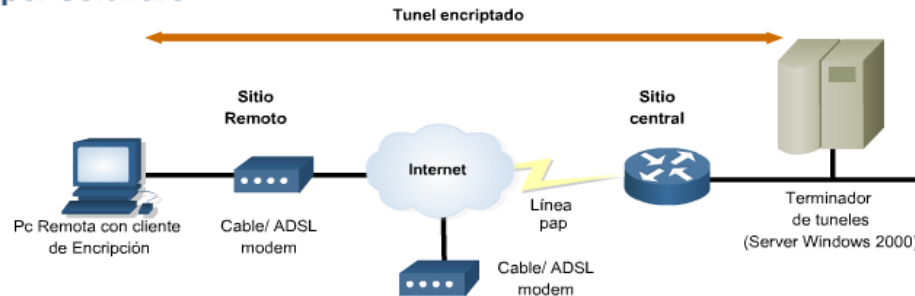 Tunel encriptado
Sitio
Remoto
Sitio
central
Internet
Línea
pap
Pc Remota con cliente
de Encripción
Cable/ ADSL
modem
Terminador
de tuneles
(Server Windows 2000)
Cable/ ADSL
modem